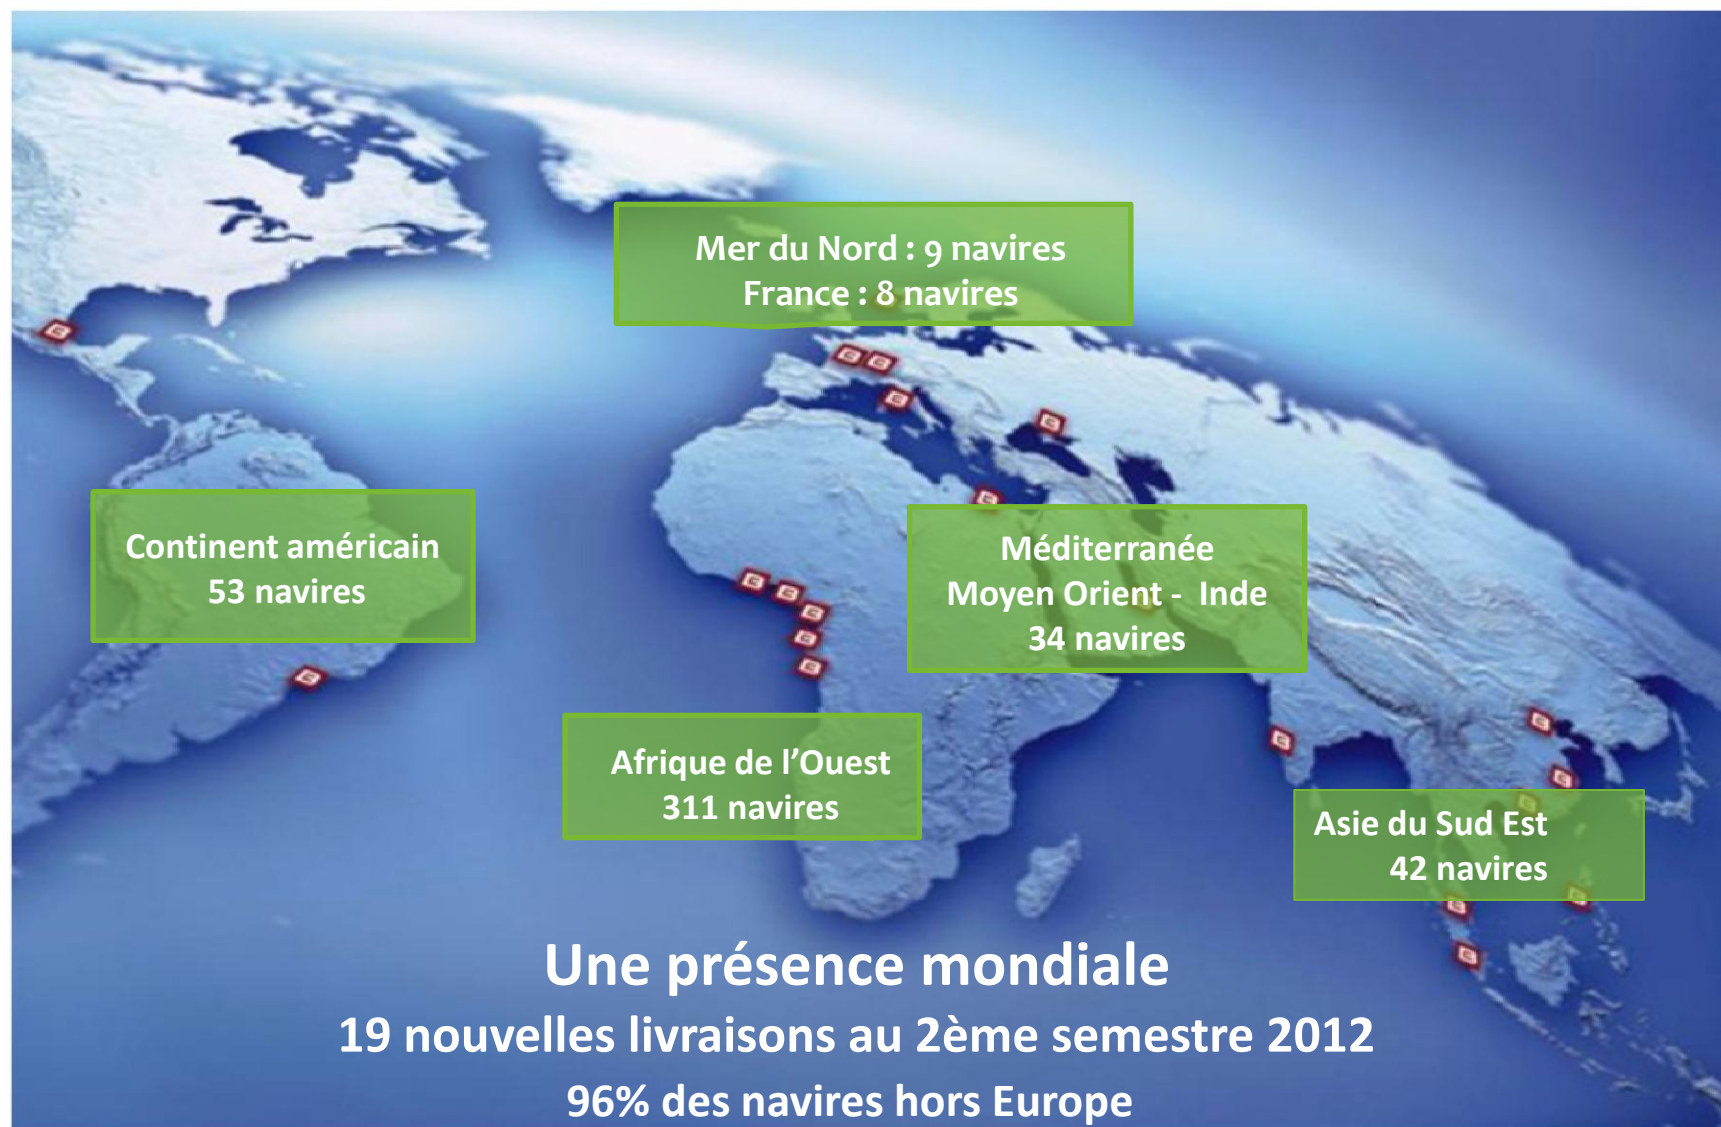 Mer du Nord : 9 navires
France : 8 navires
Continent américain
53 navires
Méditerranée
Moyen Orient - Inde
34 navires
Afrique de l’Ouest
311 navires
Asie du Sud Est
42 navires
Une présence mondiale
19 nouvelles livraisons au 2ème semestre 2012
96% des navires hors Europe